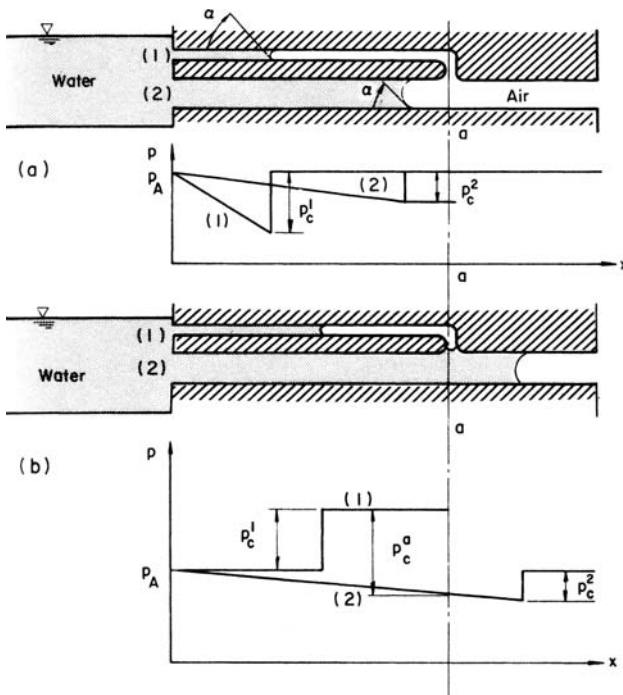 α
(1)
Water
(2)
α
Air
a
(a)
p
p_A
(2)
p_c^2
p_c^1
(1)
a
x
(1)
(2)
Water
a
(b)
p
(1)
p_c^1
p_c^a
p_A
(2)
p_c^2
x